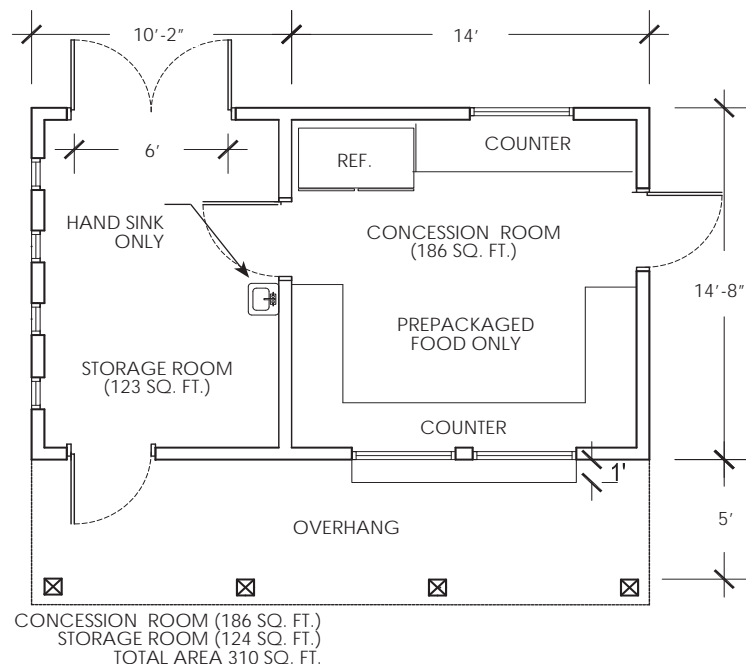 10'-2"
14'
6'
REF.
COUNTER
HAND SINK
ONLY
CONCESSION ROOM
(186 SQ. FT.)
14'-8"
PREPACKAGED
FOOD ONLY
STORAGE ROOM
(123 SQ. FT.)
COUNTER
1'
5'
OVERHANG
CONCESSION ROOM (186 SQ. FT.)
STORAGE ROOM (124 SQ. FT.)
TOTAL AREA 310 SQ. FT.